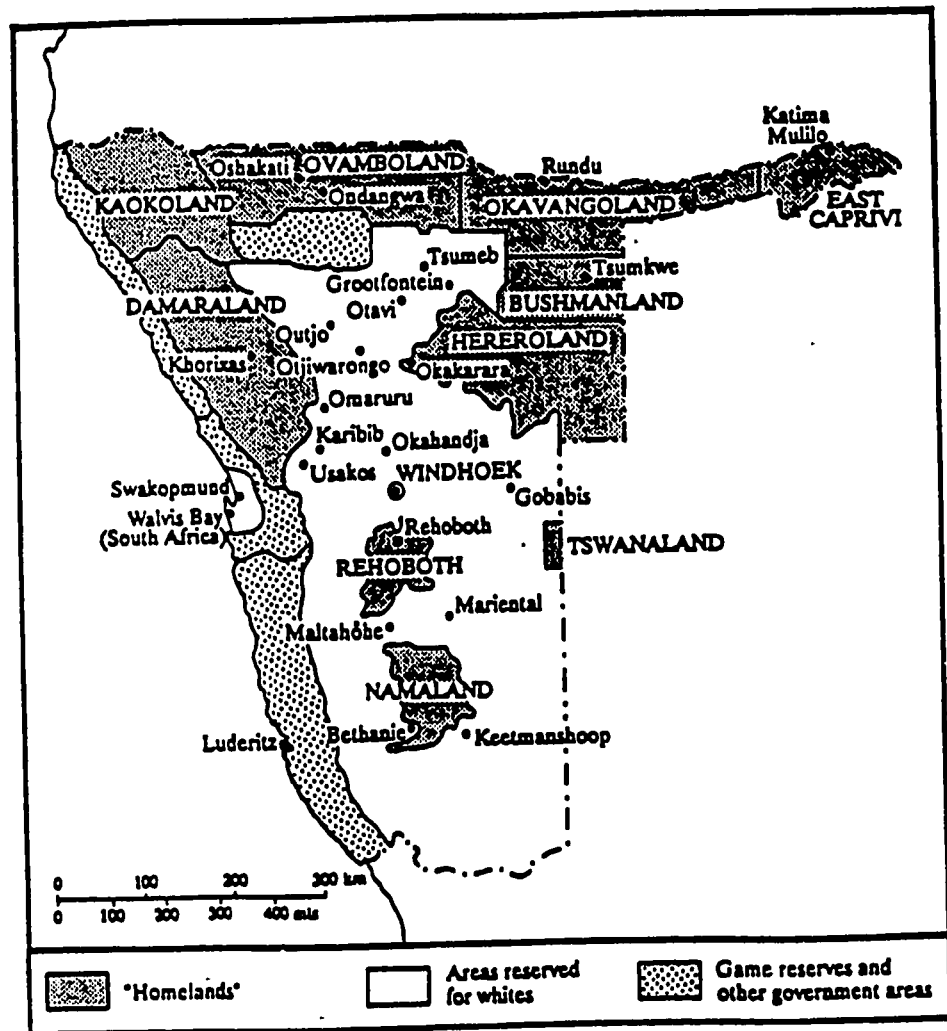 Katima
Mulilo
Oshakati
OVAMBOLAND
Rundu
Ondangwa
KAOKOLAND
OKAVANGOLAND
EAST
CAPRIVI
Tsumeb
Tsumkwe
Grootfontein
Otavi
BUSHMANLAND
DAMARALAND
Outjo
HEREROLAND
Khorixas
Otjiwarongo
Okakarara
Omaruru
Karibib
Okahandja
Usakos
WINDHOEK
Swakopmund
Gobabis
Walvis Bay
(South Africa)
Rehoboth
TSWANALAND
REHOBOTH
Mariental
Maltahöhe
NAMALAND
Bethanie
Keetmanshoop
Luderitz
0 100 200 300 km
0 100 200 300 400 mls
"Homelands"
Areas reserved
for whites
Game reserves and
other government areas